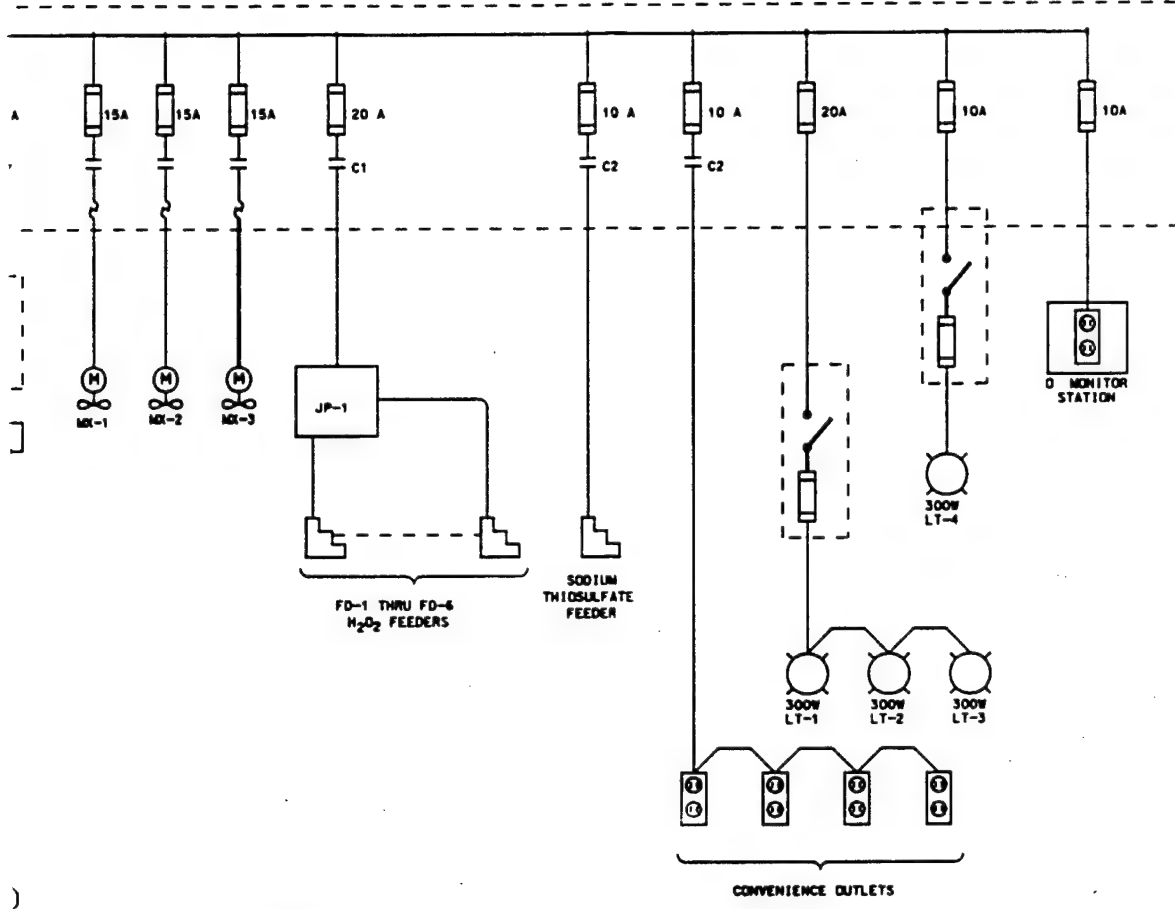 A
15A
15A
15A
20 A
10 A
10 A
20A
10A
10A
C1
C2
C2
M
M
M
MX-1
MX-2
MX-3
JP-1
O MONITOR
STATION
300W
LT-4
FD-1 THRU FD-6
H2O2 FEEDERS
SODIUM
THIOSULFATE
FEEDER
300W
LT-1
300W
LT-2
300W
LT-3
CONVENIENCE OUTLETS
)